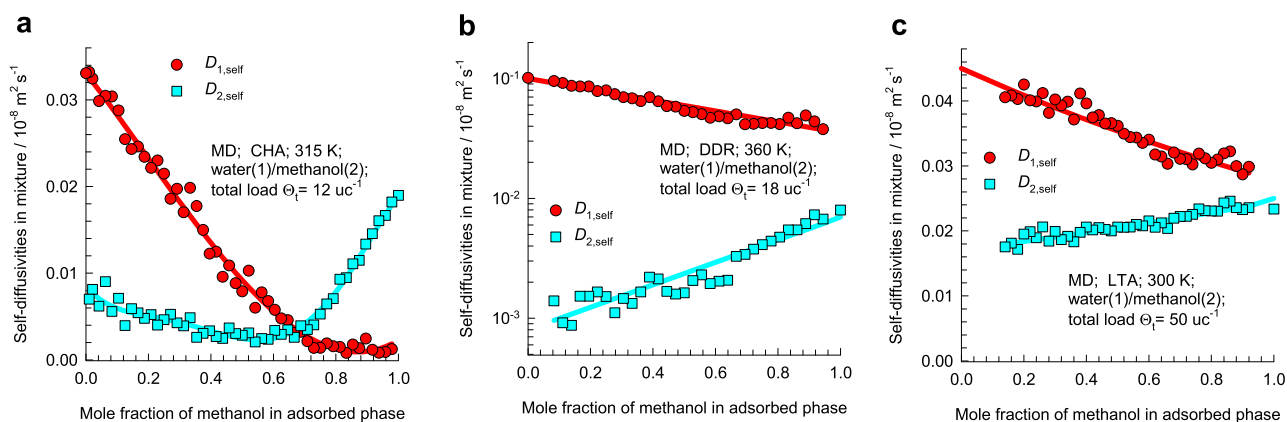 a
Self-diffusivities in mixture / 10⁻⁸ m² s⁻¹
0.03
0.02
0.01
0.00
D₁,self
D₂,self
MD; CHA; 315 K;
water(1)/methanol(2);
total load Θₜ= 12 uc⁻¹
0.0 0.2 0.4 0.6 0.8 1.0
Mole fraction of methanol in adsorbed phase
b
Self-diffusivities in mixture / 10⁻⁸ m² s⁻¹
10⁻¹
10⁻²
10⁻³
MD; DDR; 360 K;
water(1)/methanol(2);
total load Θₜ= 18 uc⁻¹
D₁,self
D₂,self
0.0 0.2 0.4 0.6 0.8 1.0
Mole fraction of methanol in adsorbed phase
c
Self-diffusivities in mixture / 10⁻⁸ m² s⁻¹
0.04
0.03
0.02
0.01
0.00
D₁,self
D₂,self
MD; LTA; 300 K;
water(1)/methanol(2);
total load Θₜ= 50 uc⁻¹
0.0 0.2 0.4 0.6 0.8 1.0
Mole fraction of methanol in adsorbed phase